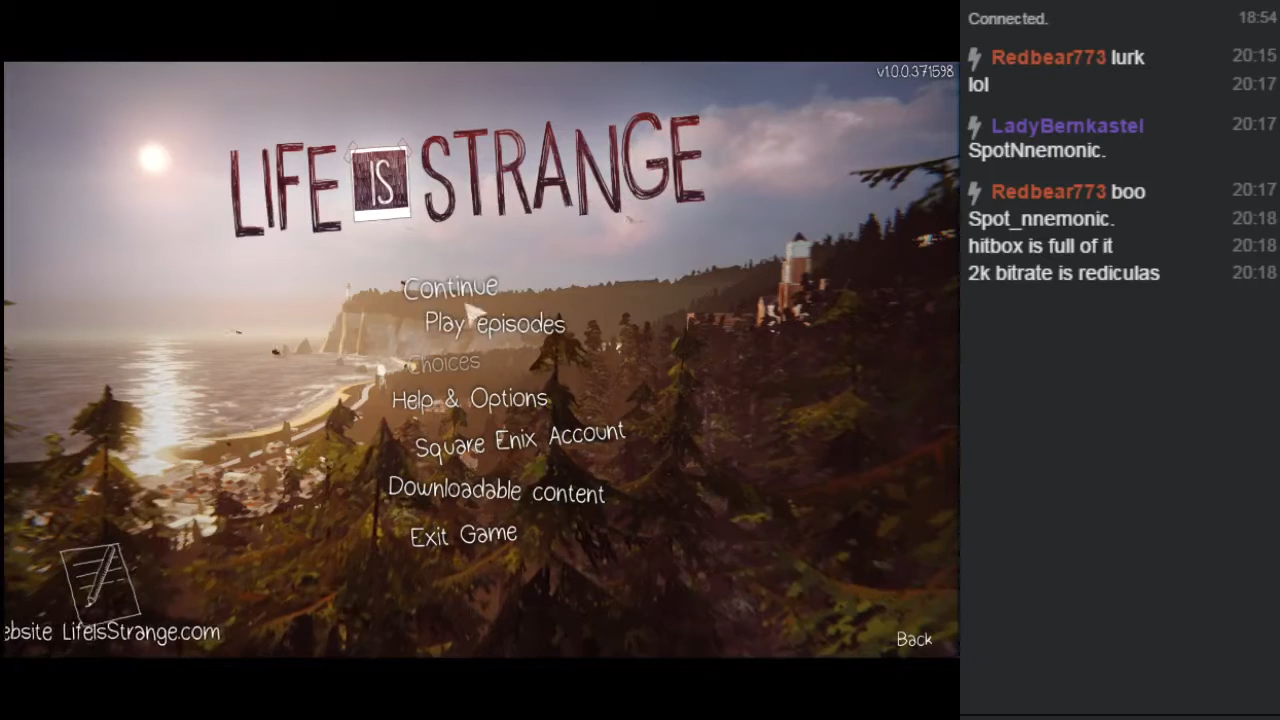 v1.0.0.371598
LIFE IS STRANGE
Continue
Play episodes
Choices
Help & Options
Square Enix Account
Downloadable content
Exit Game
ebsite LifeIsStrange.com
Back
Connected. 18:54
Redbear773 lurk 20:15
lol 20:17
LadyBernkastel 20:17
SpotNnemonic.
Redbear773 boo 20:17
Spot_nnemonic. 20:18
hitbox is full of it 20:18
2k bitrate is rediculas 20:18